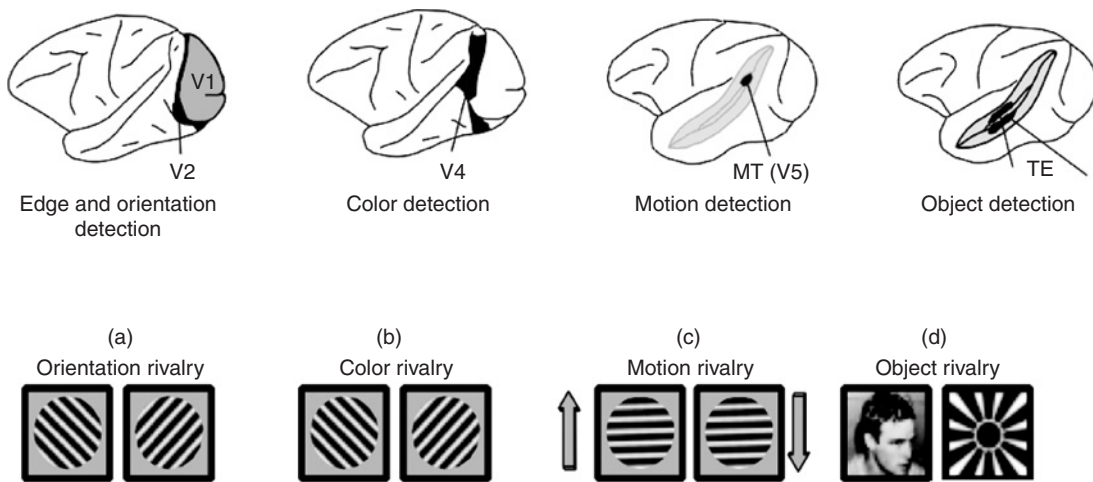 V1
V2
V4
MT (V5)
TE
Edge and orientation
detection
Color detection
Motion detection
Object detection
(a)
(b)
(c)
(d)
Orientation rivalry
Color rivalry
Motion rivalry
Object rivalry